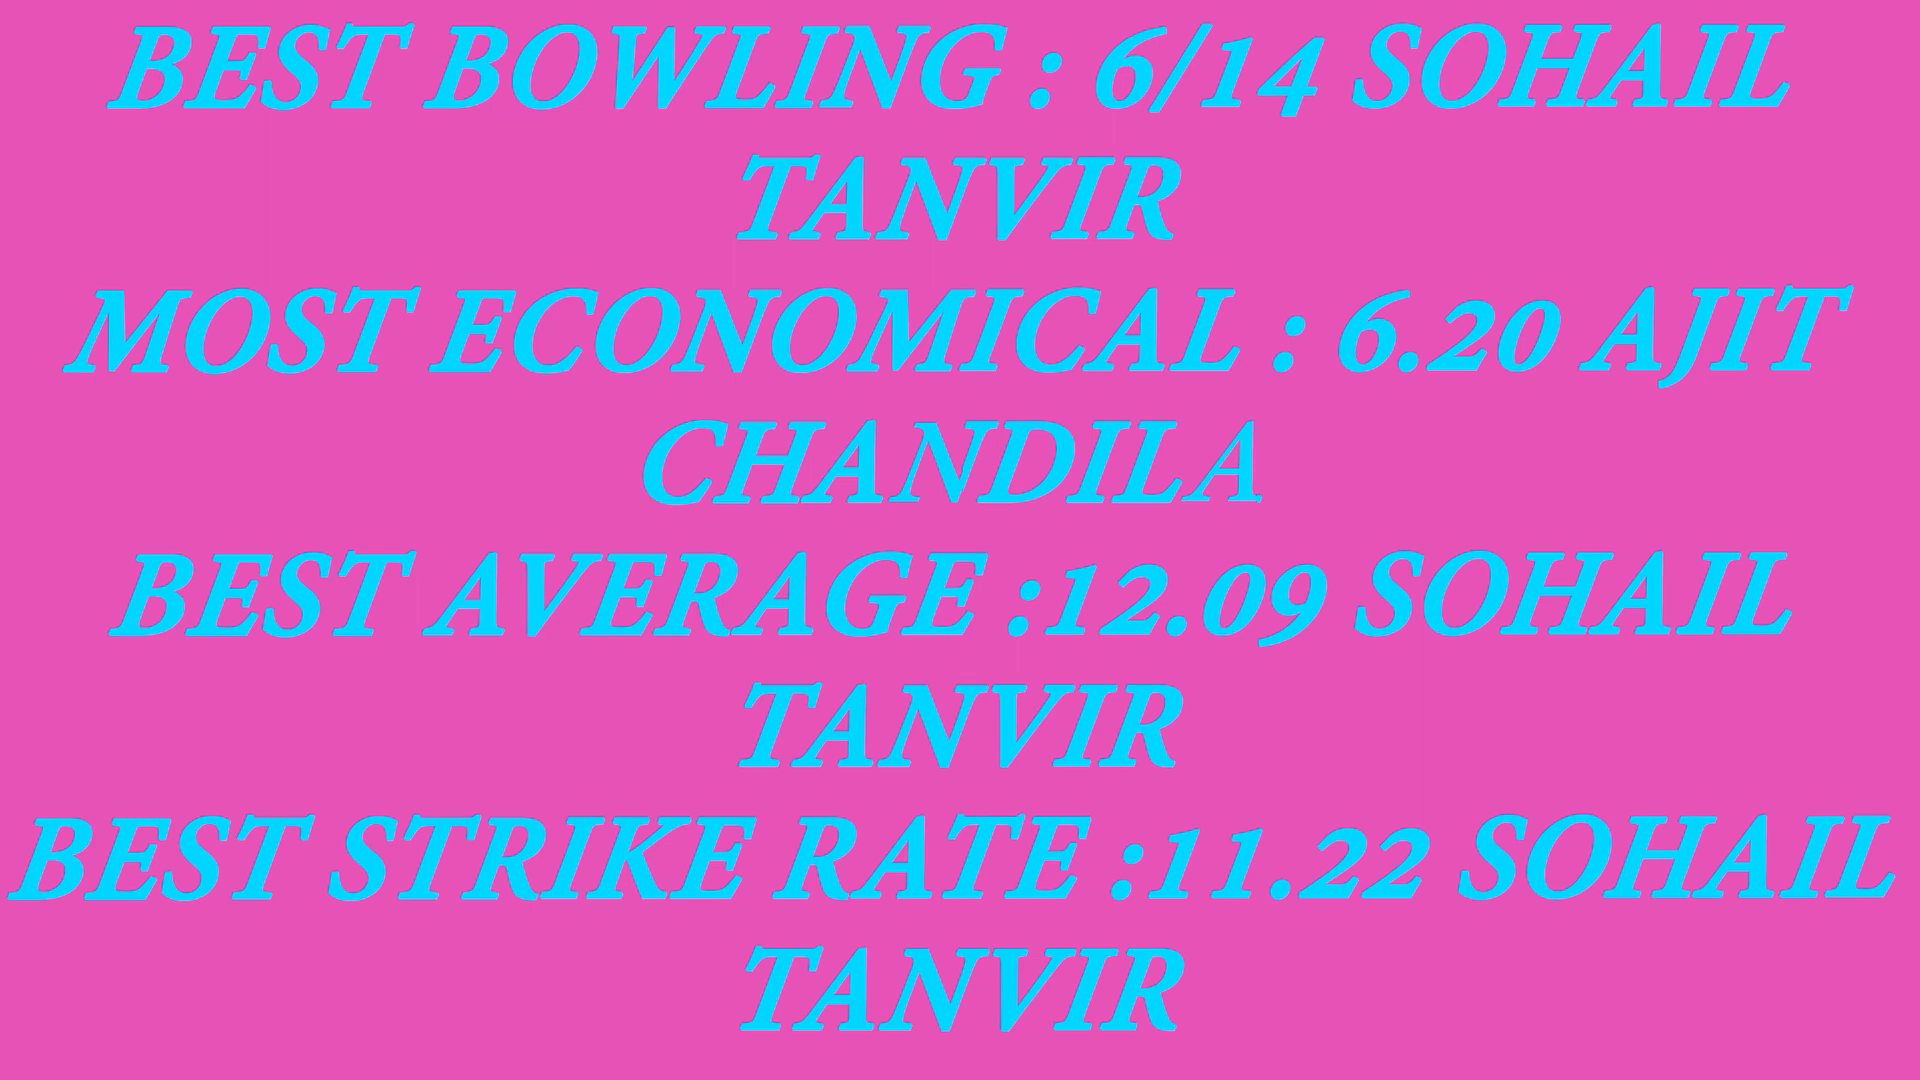 BEST BOWLING : 6/14 SOHAIL
TANVIR
MOST ECONOMICAL : 6.20 AJIT
CHANDILA
BEST AVERAGE :12.09 SOHAIL
TANVIR
BEST STRIKE RATE :11.22 SOHAIL
TANVIR